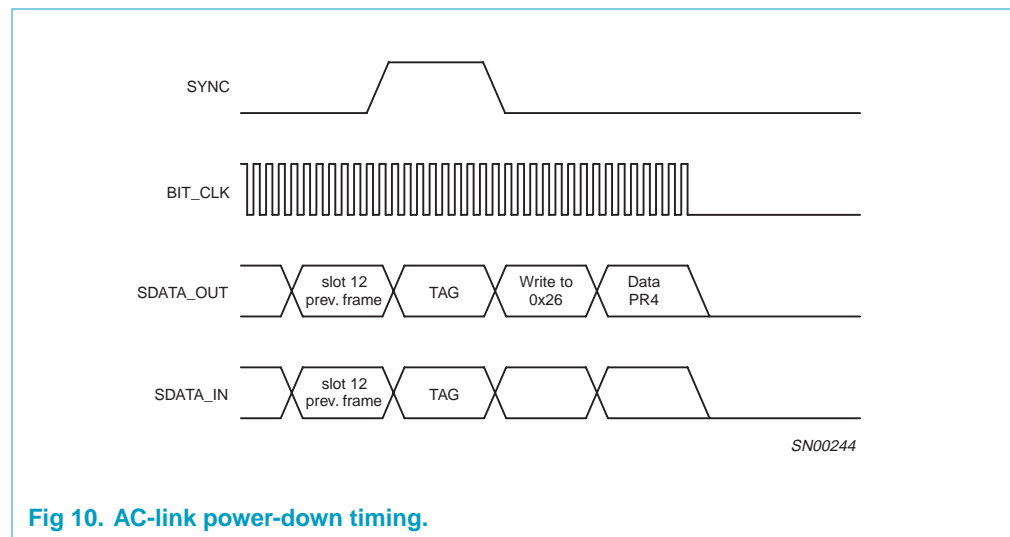 SYNC
BIT_CLK
SDATA_OUT
slot 12
prev. frame
TAG
Write to
0x26
Data
PR4
SDATA_IN
slot 12
prev. frame
TAG
SN00244
Fig 10. AC-link power-down timing.